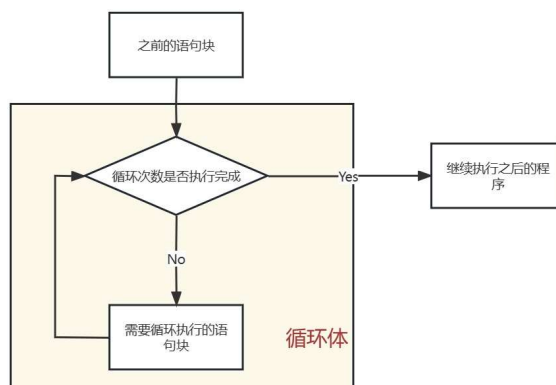 之前的语句块
循环次数是否执行完成
Yes
继续执行之后的程
序
No
需要循环执行的语
句块
循环体